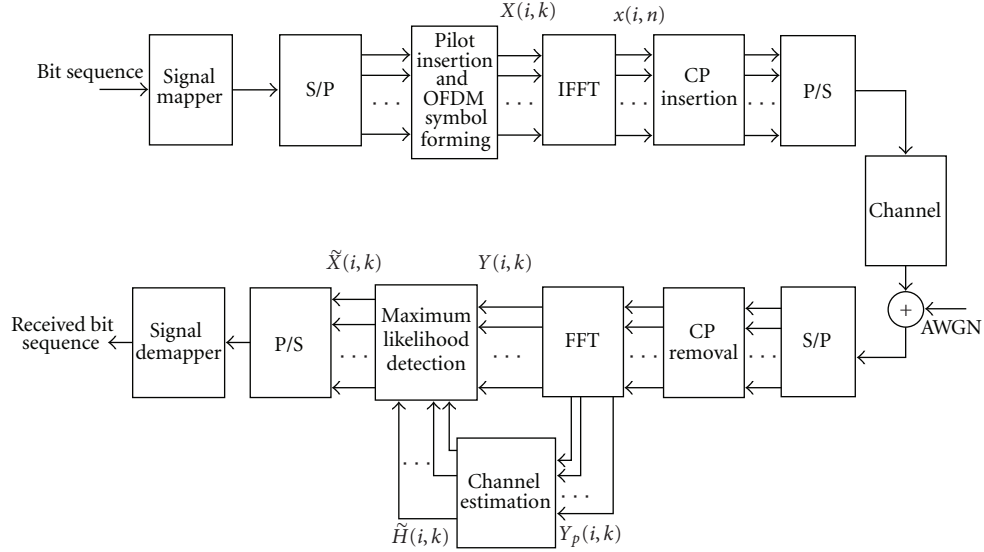 X(i, k)
x(i, n)
Bit sequence
Signal
mapper
S/P
. . .
Pilot
insertion
and
OFDM
symbol
forming
. . .
IFFT
. . .
CP
insertion
. . .
P/S
Channel
X̃(i, k)
Y(i, k)
+
AWGN
Received bit
sequence
Signal
demapper
P/S
. . .
Maximum
likelihood
detection
. . .
FFT
. . .
CP
removal
. . .
S/P
. . .
Channel
estimation
. . .
H̃(i, k)
Yₚ(i, k)